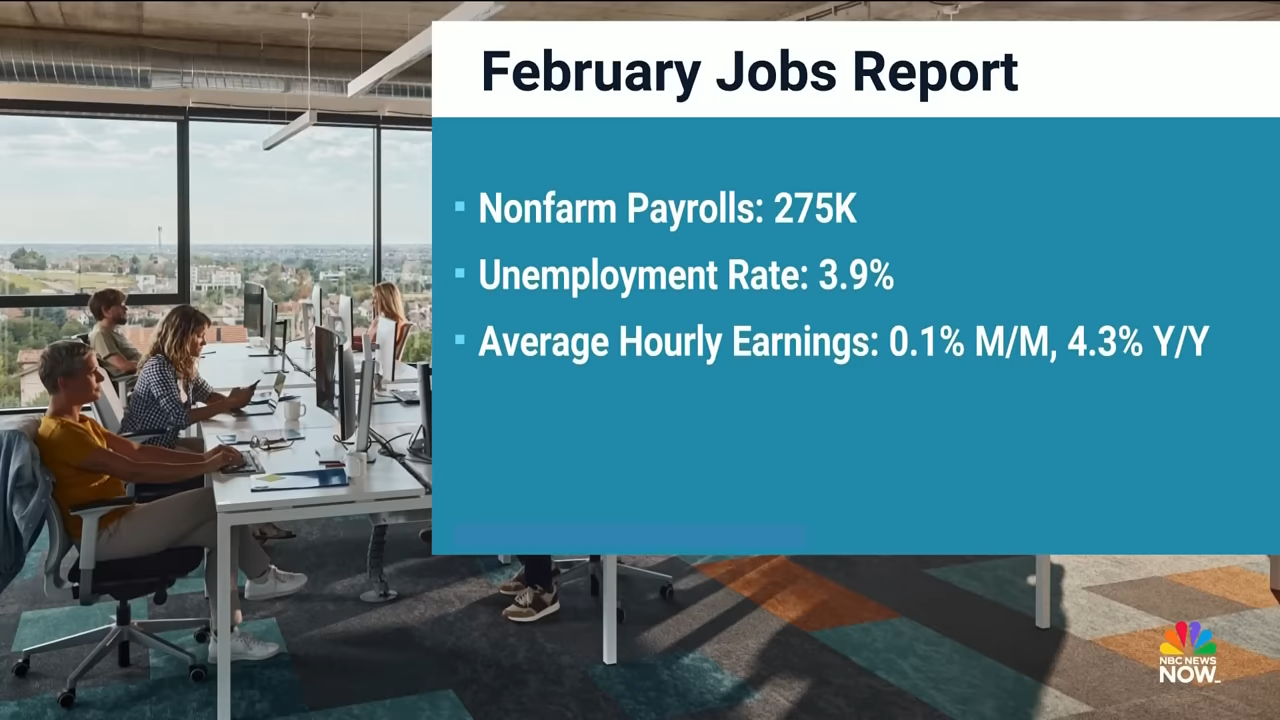 February Jobs Report
Nonfarm Payrolls: 275K
Unemployment Rate: 3.9%
Average Hourly Earnings: 0.1% M/M, 4.3% Y/Y
NBC NEWS
NOW